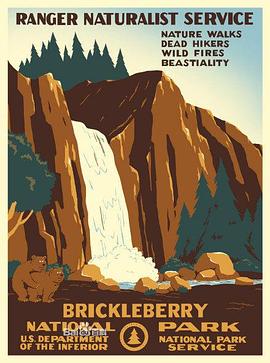 RANGER NATURALIST SERVICE
NATURE WALKS
DEAD HIKERS
WILD FIRES
BEASTIALITY
BRICKLEBERRY
NATIONAL PARK
U.S. DEPARTMENT
OF THE INFERIOR
NATIONAL PARK
SERVICE